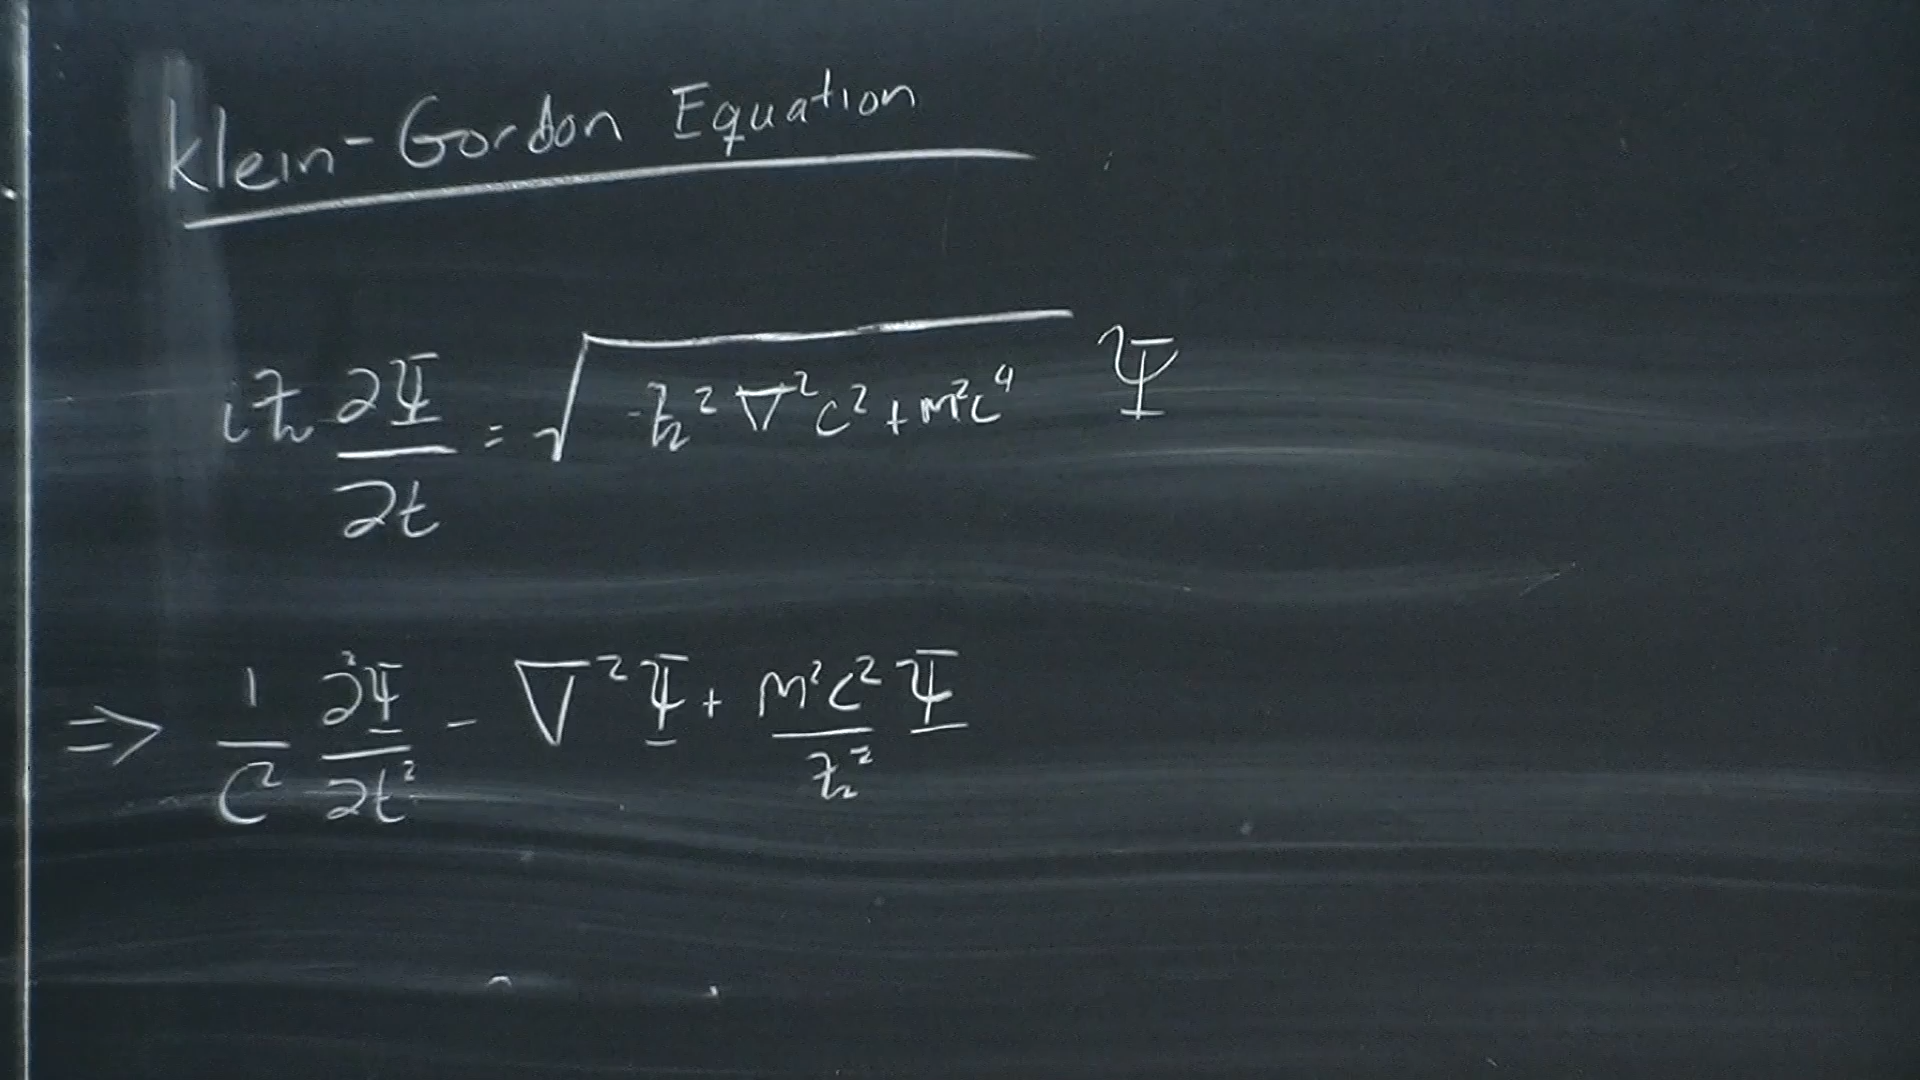 Klein-Gordon Equation
iħ ∂Ψ/∂t = √(-ħ²∇²c²+m²c⁴) Ψ
⇒ 1/c² ∂²Ψ/∂t² - ∇²Ψ + m²c²/ħ² Ψ